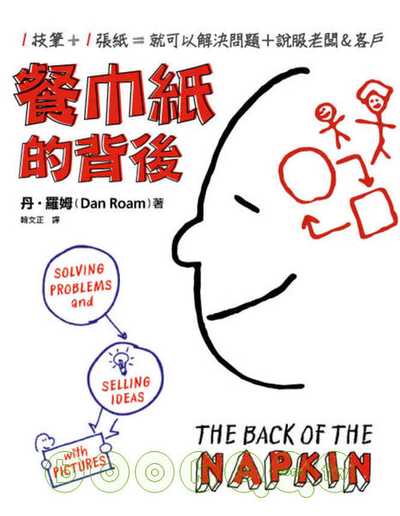 1枝筆+1張紙=就可以解決問題+說服老闆&客戶
餐巾紙
的背後
丹·羅姆(Dan Roam)著
翰文正 譯
SOLVING
PROBLEMS
and
SELLING
IDEAS
with
PICTURES
THE BACK OF THE
NAPKIN